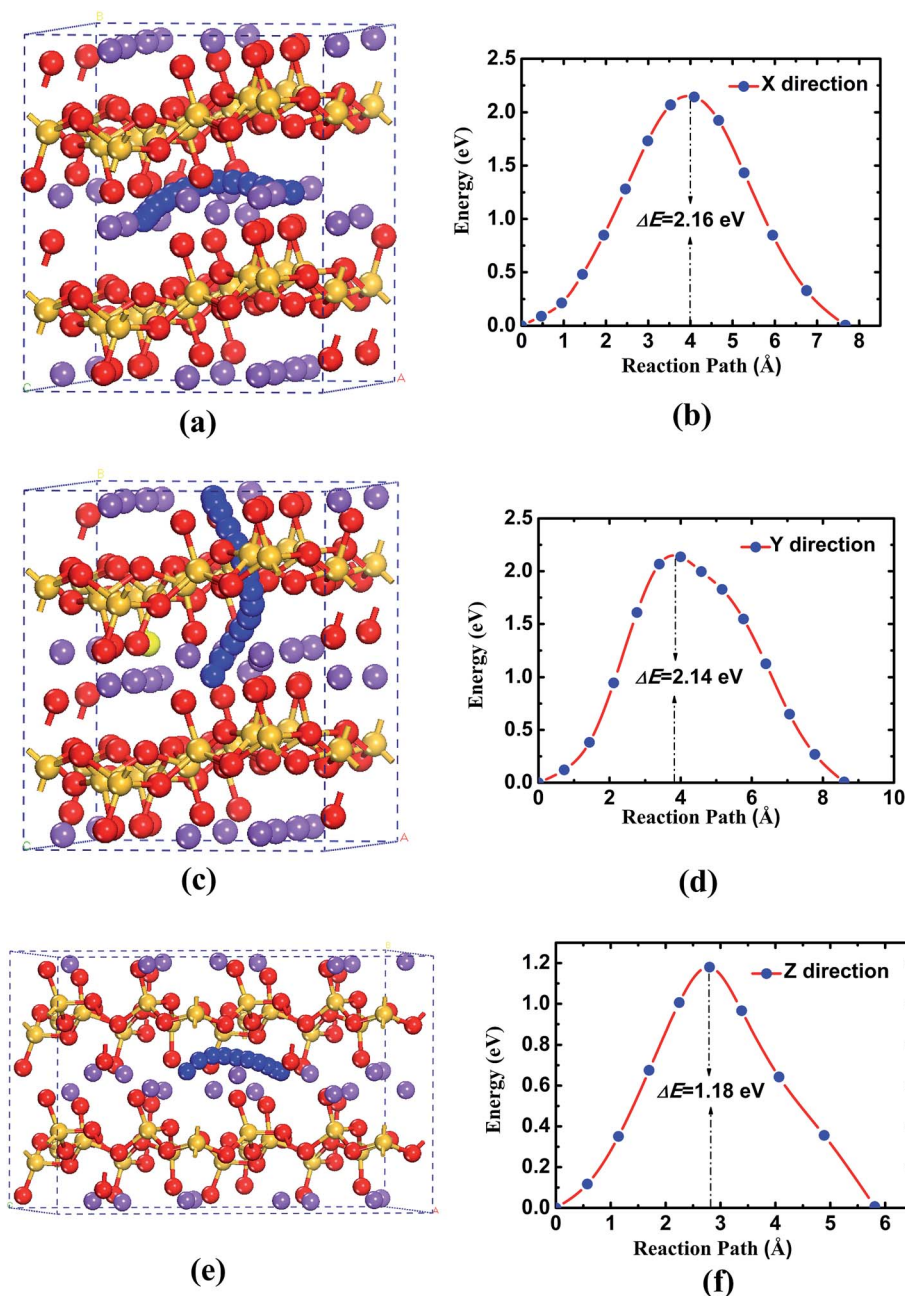 B
C
A
(a)
2.5
2.0
1.5
1.0
0.5
0.0
0 1 2 3 4 5 6 7 8
Energy (eV)
Reaction Path (Å)
X direction
ΔE=2.16 eV
(b)
B
C
A
(c)
2.5
2.0
1.5
1.0
0.5
0.0
0 2 4 6 8 10
Energy (eV)
Reaction Path (Å)
Y direction
ΔE=2.14 eV
(d)
A
(e)
1.2
1.0
0.8
0.6
0.4
0.2
0.0
0 1 2 3 4 5 6
Energy (eV)
Reaction Path (Å)
Z direction
ΔE=1.18 eV
(f)